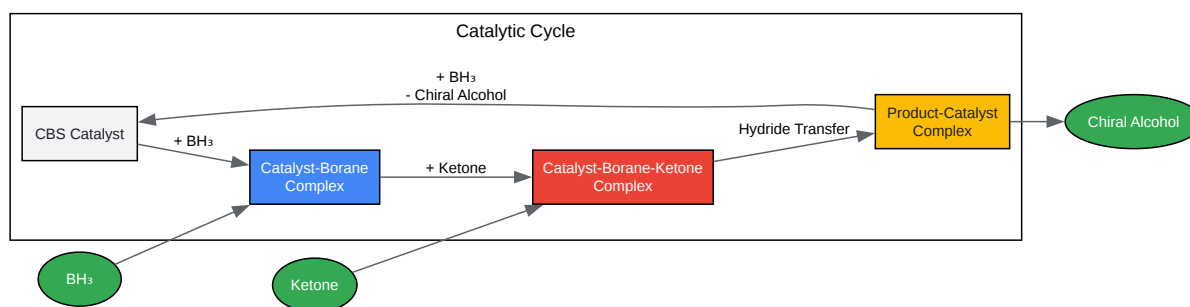 Catalytic Cycle
+ BH₃
- Chiral Alcohol
CBS Catalyst
+ BH₃
Catalyst-Borane
Complex
+ Ketone
Catalyst-Borane-Ketone
Complex
Hydride Transfer
Product-Catalyst
Complex
Chiral Alcohol
BH₃
Ketone